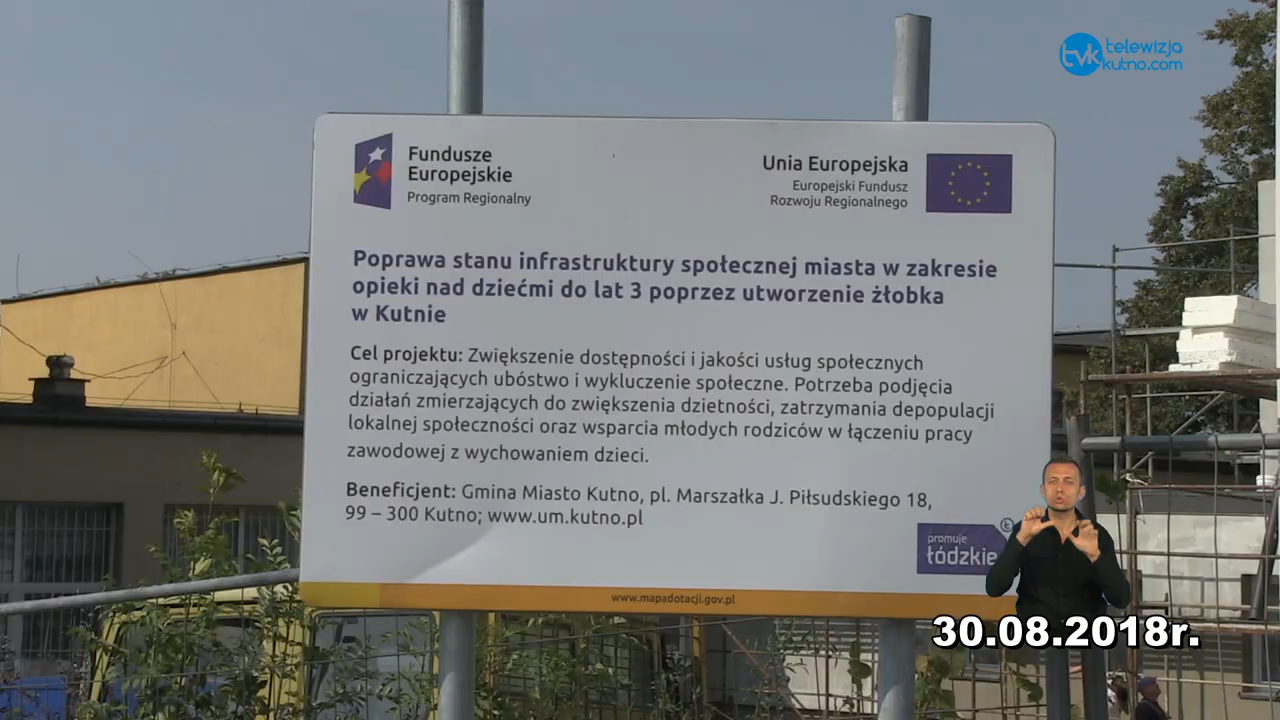 telewizja
tvk kutno.com
Fundusze
Europejskie
Program Regionalny
Unia Europejska
Europejski Fundusz
Rozwoju Regionalnego
Poprawa stanu infrastruktury społecznej miasta w zakresie
opieki nad dziećmi do lat 3 poprzez utworzenie żłobka
w Kutnie
Cel projektu: Zwiększenie dostępności i jakości usług społecznych
ograniczających ubóstwo i wykluczenie społeczne. Potrzeba podjęcia
działań zmierzających do zwiększenia dzietności, zatrzymania depopulacji
lokalnej społeczności oraz wsparcia młodych rodziców w łączeniu pracy
zawodowej z wychowaniem dzieci.
Beneficjent: Gmina Miasto Kutno, pl. Marszałka J. Piłsudskiego 18,
99 – 300 Kutno; www.um.kutno.pl
promuje
łódzkie
www.mapadotacji.gov.pl
30.08.2018r.